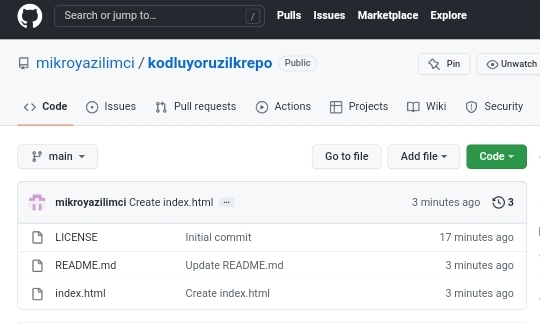 Search or jump to... /
Pulls Issues Marketplace Explore
mikroyazilimci / kodluyoruzilkrepo Public
Pin Unwatch
Code Issues Pull requests Actions Projects Wiki Security
main Go to file Add file Code
mikroyazilimci Create index.html ... 3 minutes ago 3
LICENSE Initial commit 17 minutes ago
README.md Update README.md 3 minutes ago
index.html Create index.html 3 minutes ago